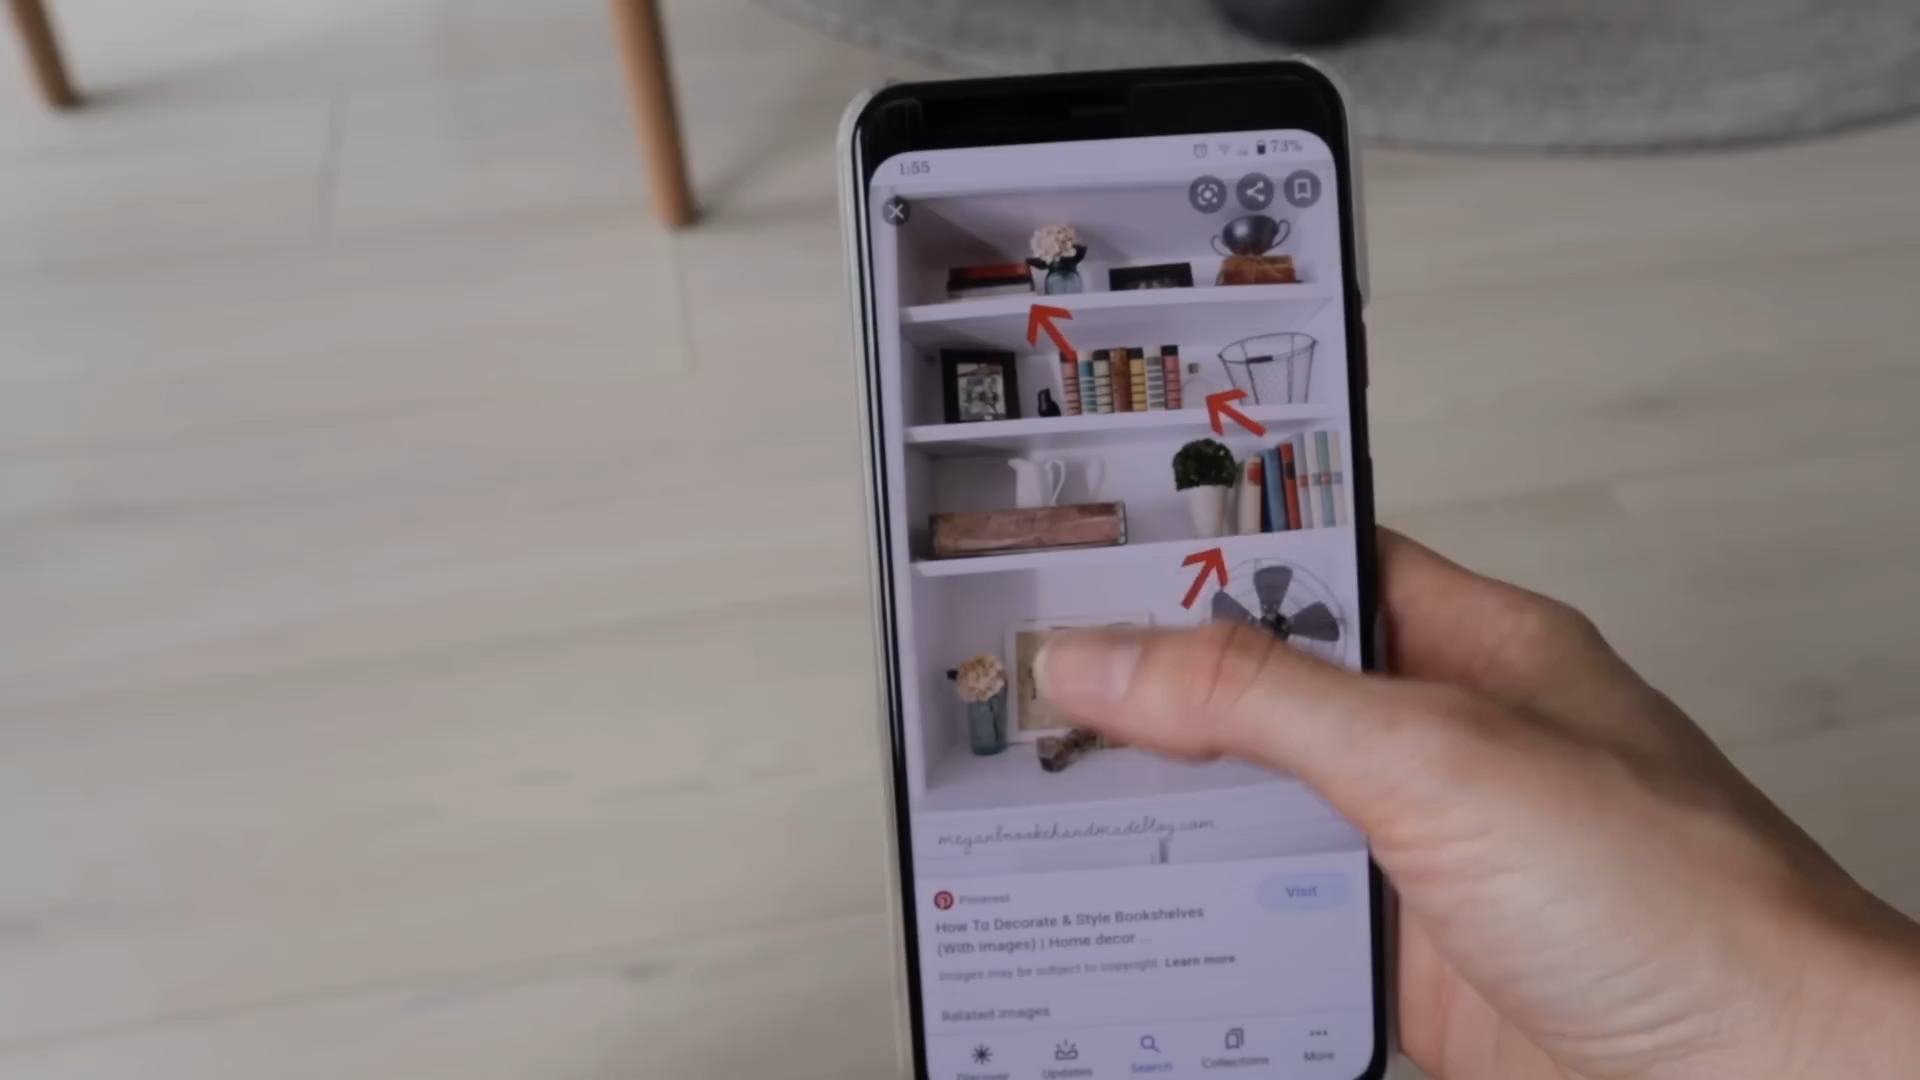 1:55
73%
meganbrookehandmadeblog.com
Pinterest
Visit
How To Decorate & Style Bookshelves
(With images) | Home decor ...
Images may be subject to copyright. Learn more
Related images
Discover
Updates
Search
Collections
More